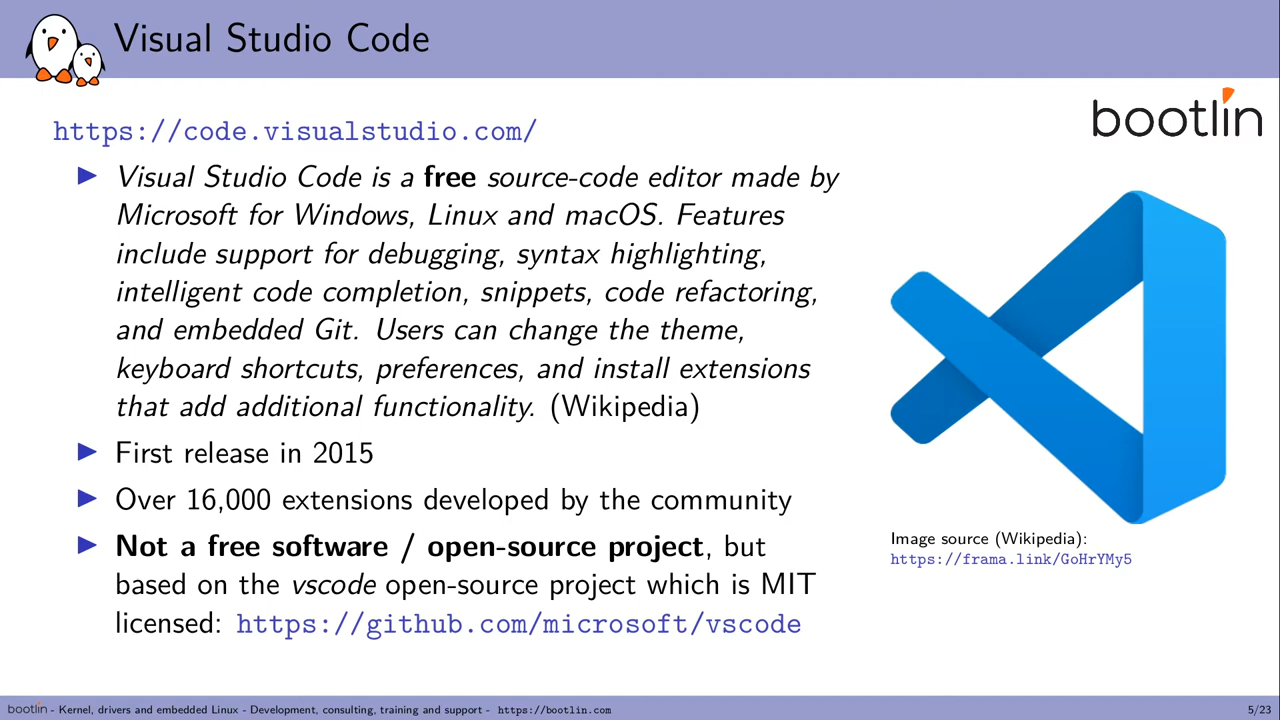 Visual Studio Code
bootlin
https://code.visualstudio.com/
▶ Visual Studio Code is a free source-code editor made by
Microsoft for Windows, Linux and macOS. Features
include support for debugging, syntax highlighting,
intelligent code completion, snippets, code refactoring,
and embedded Git. Users can change the theme,
keyboard shortcuts, preferences, and install extensions
that add additional functionality. (Wikipedia)
▶ First release in 2015
▶ Over 16,000 extensions developed by the community
▶ Not a free software / open-source project, but
based on the vscode open-source project which is MIT
licensed: https://github.com/microsoft/vscode
Image source (Wikipedia):
https://frama.link/GoHrYMy5
bootlin - Kernel, drivers and embedded Linux - Development, consulting, training and support - https://bootlin.com
5/23